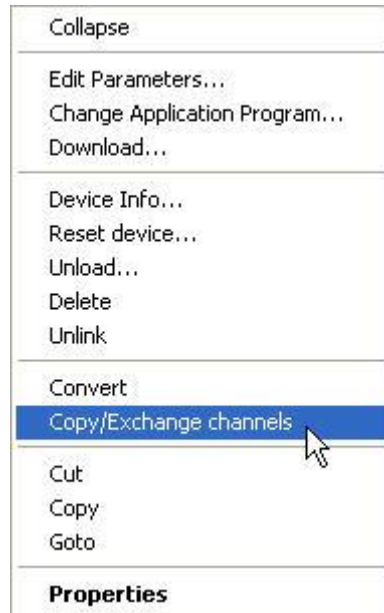 Collapse
Edit Parameters...
Change Application Program...
Download...
Device Info...
Reset device...
Unload...
Delete
Unlink
Convert
Copy/Exchange channels
Cut
Copy
Goto
Properties